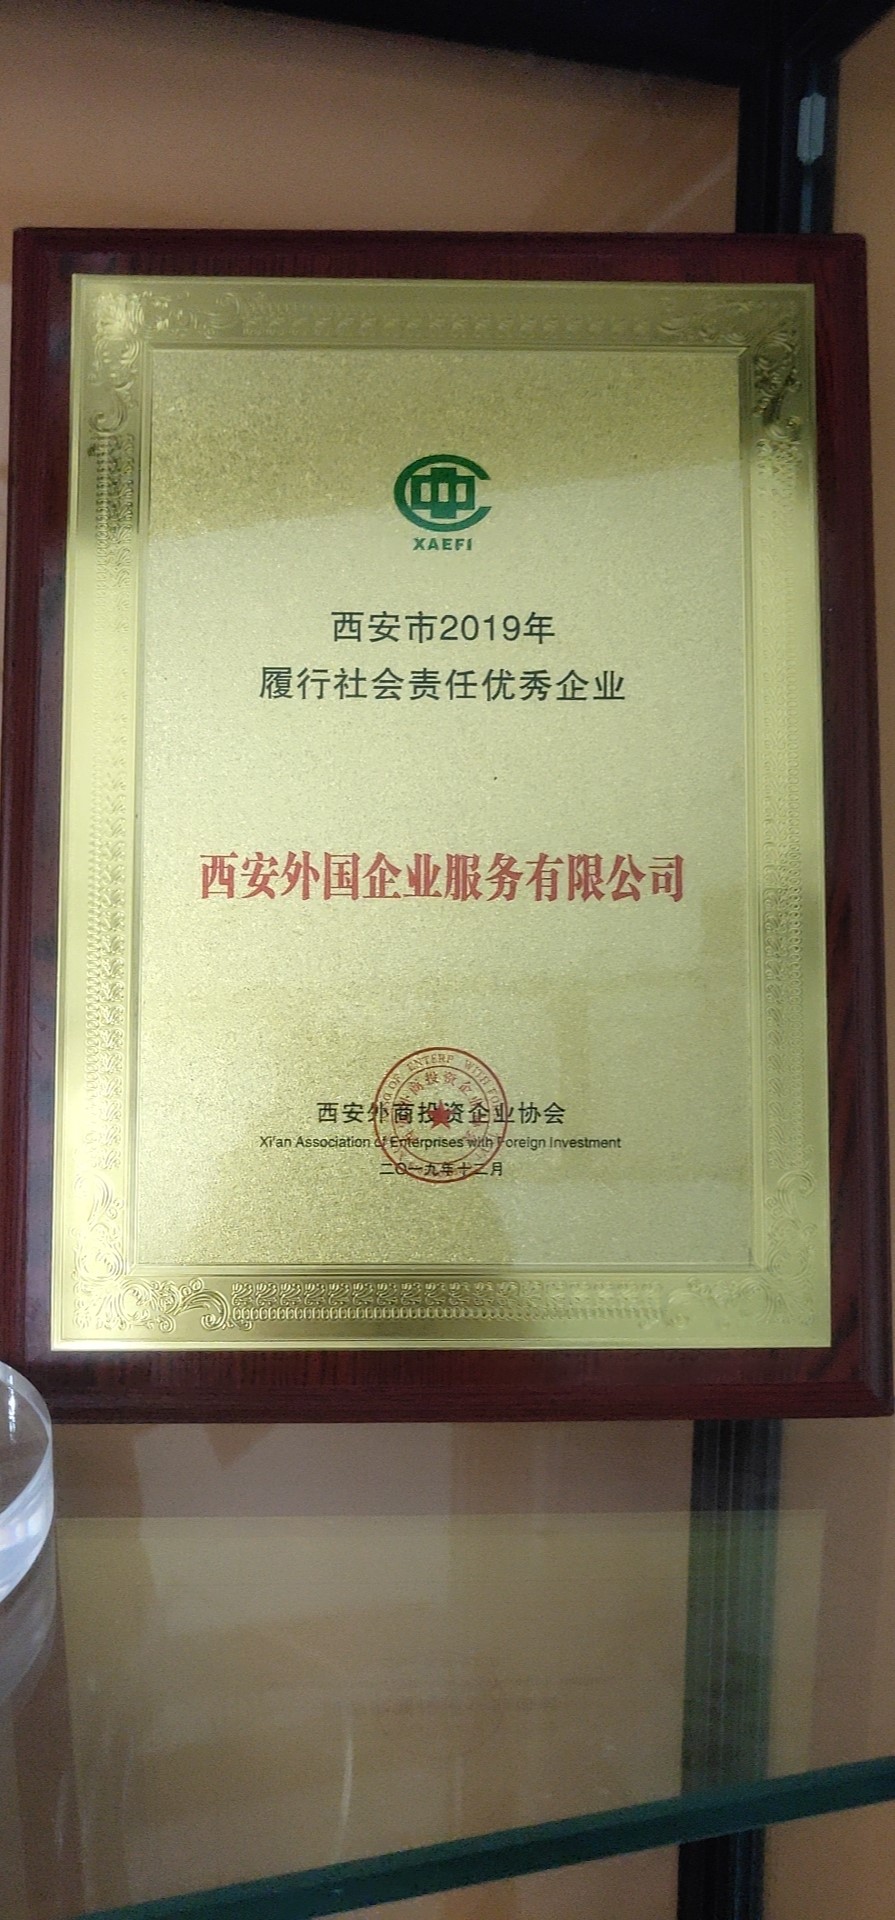 XAEFI
西安市2019年
履行社会责任优秀企业
西安外国企业服务有限公司
西安外商投资企业协会
Xi'an Association of Enterprises with Foreign Investment
二〇一九年十二月